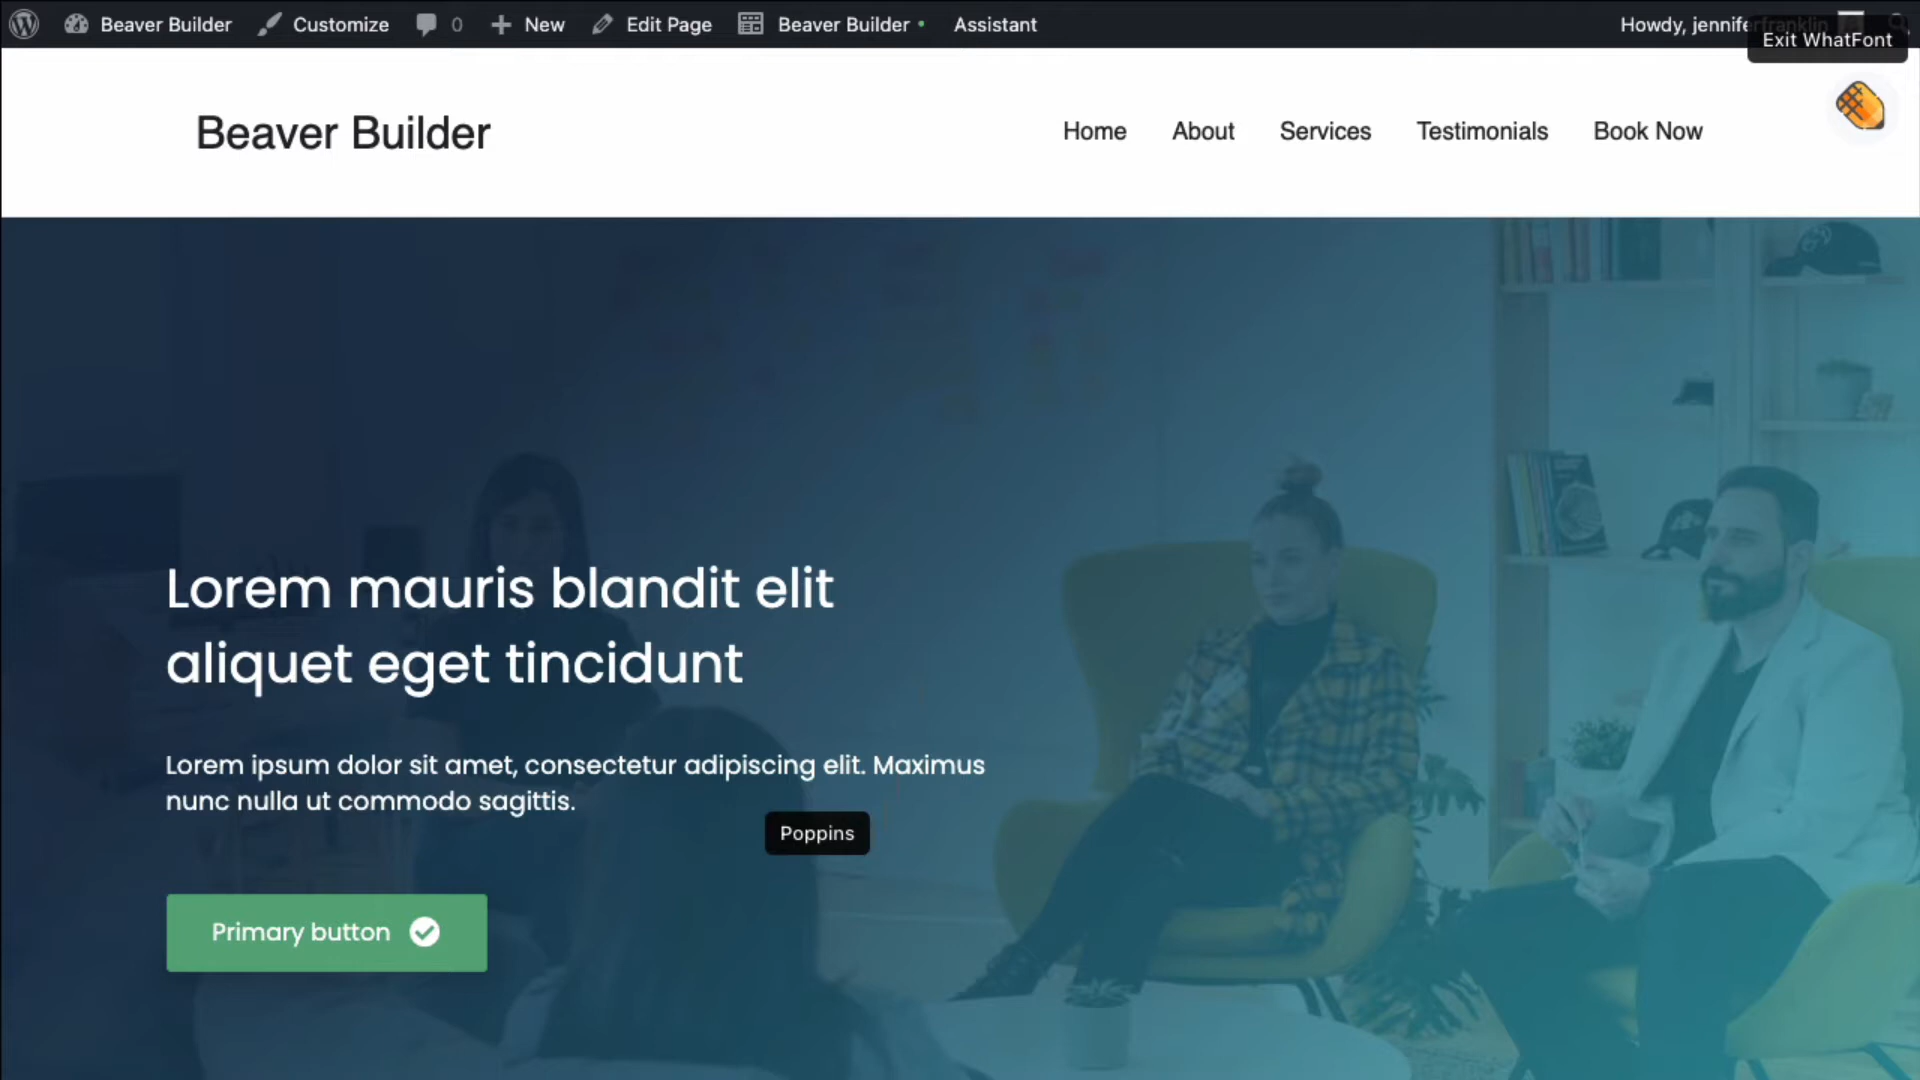 Beaver Builder Customize 0 New Edit Page Beaver Builder Assistant Howdy, jenniferfranklin
Exit WhatFont
Beaver Builder
Home About Services Testimonials Book Now
Lorem mauris blandit elit
aliquet eget tincidunt
Lorem ipsum dolor sit amet, consectetur adipiscing elit. Maximus
nunc nulla ut commodo sagittis.
Poppins
Primary button